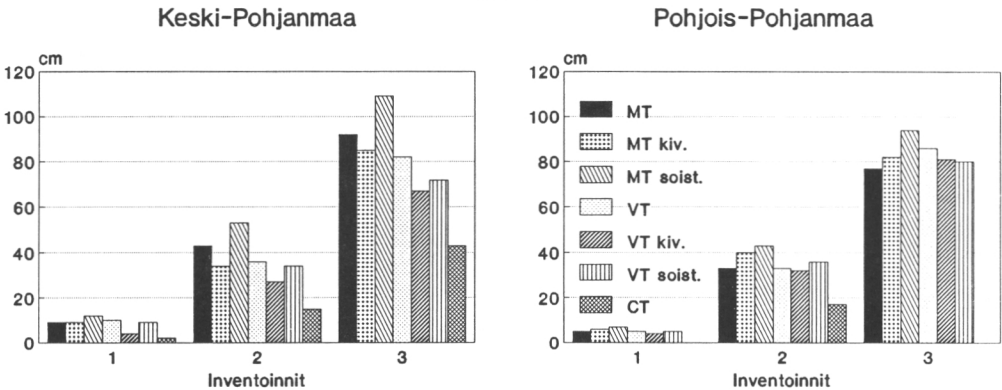 Keski-Pohjanmaa
cm
120
100
80
60
40
20
0
1 2 3
Inventoinnit
Pohjois-Pohjanmaa
cm
120
100
80
60
40
20
0
MT
MT kiv.
MT soist.
VT
VT kiv.
VT soist.
CT
1 2 3
Inventoinnit